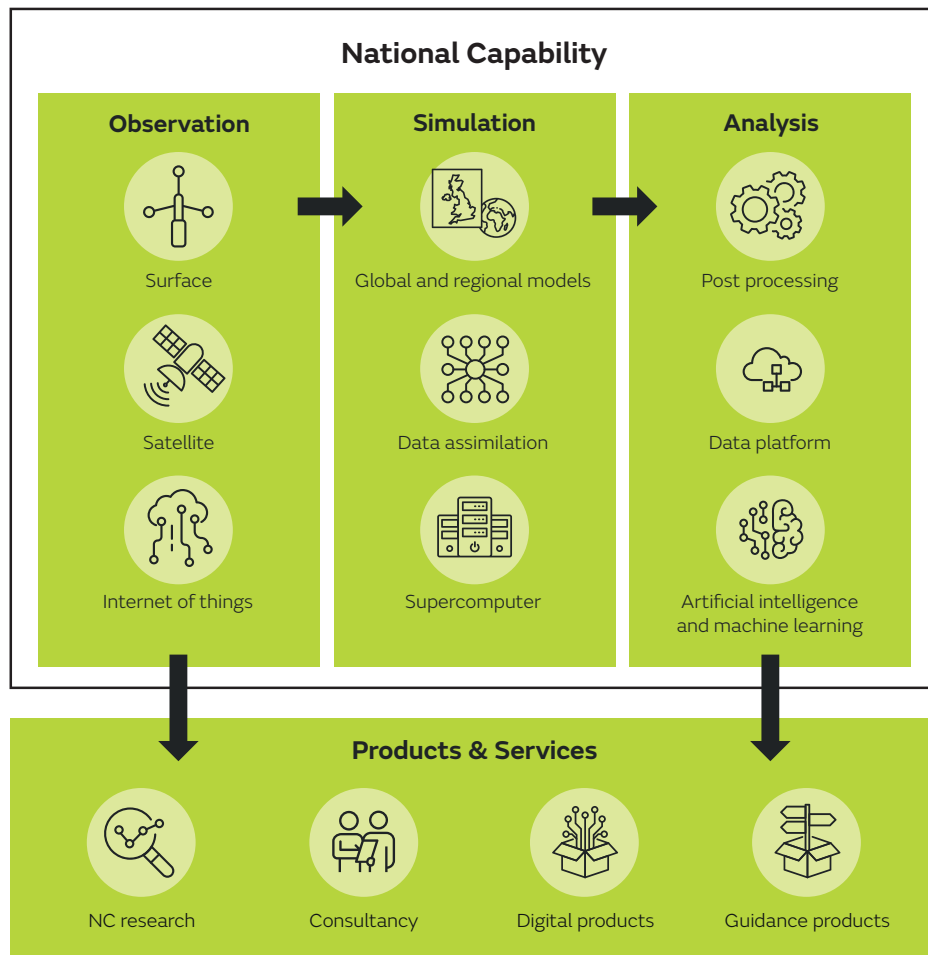 National Capability
Observation
Surface
Satellite
Internet of things
Simulation
Global and regional models
Data assimilation
Supercomputer
Analysis
Post processing
Data platform
Artificial intelligence
and machine learning
Products & Services
NC research
Consultancy
Digital products
Guidance products